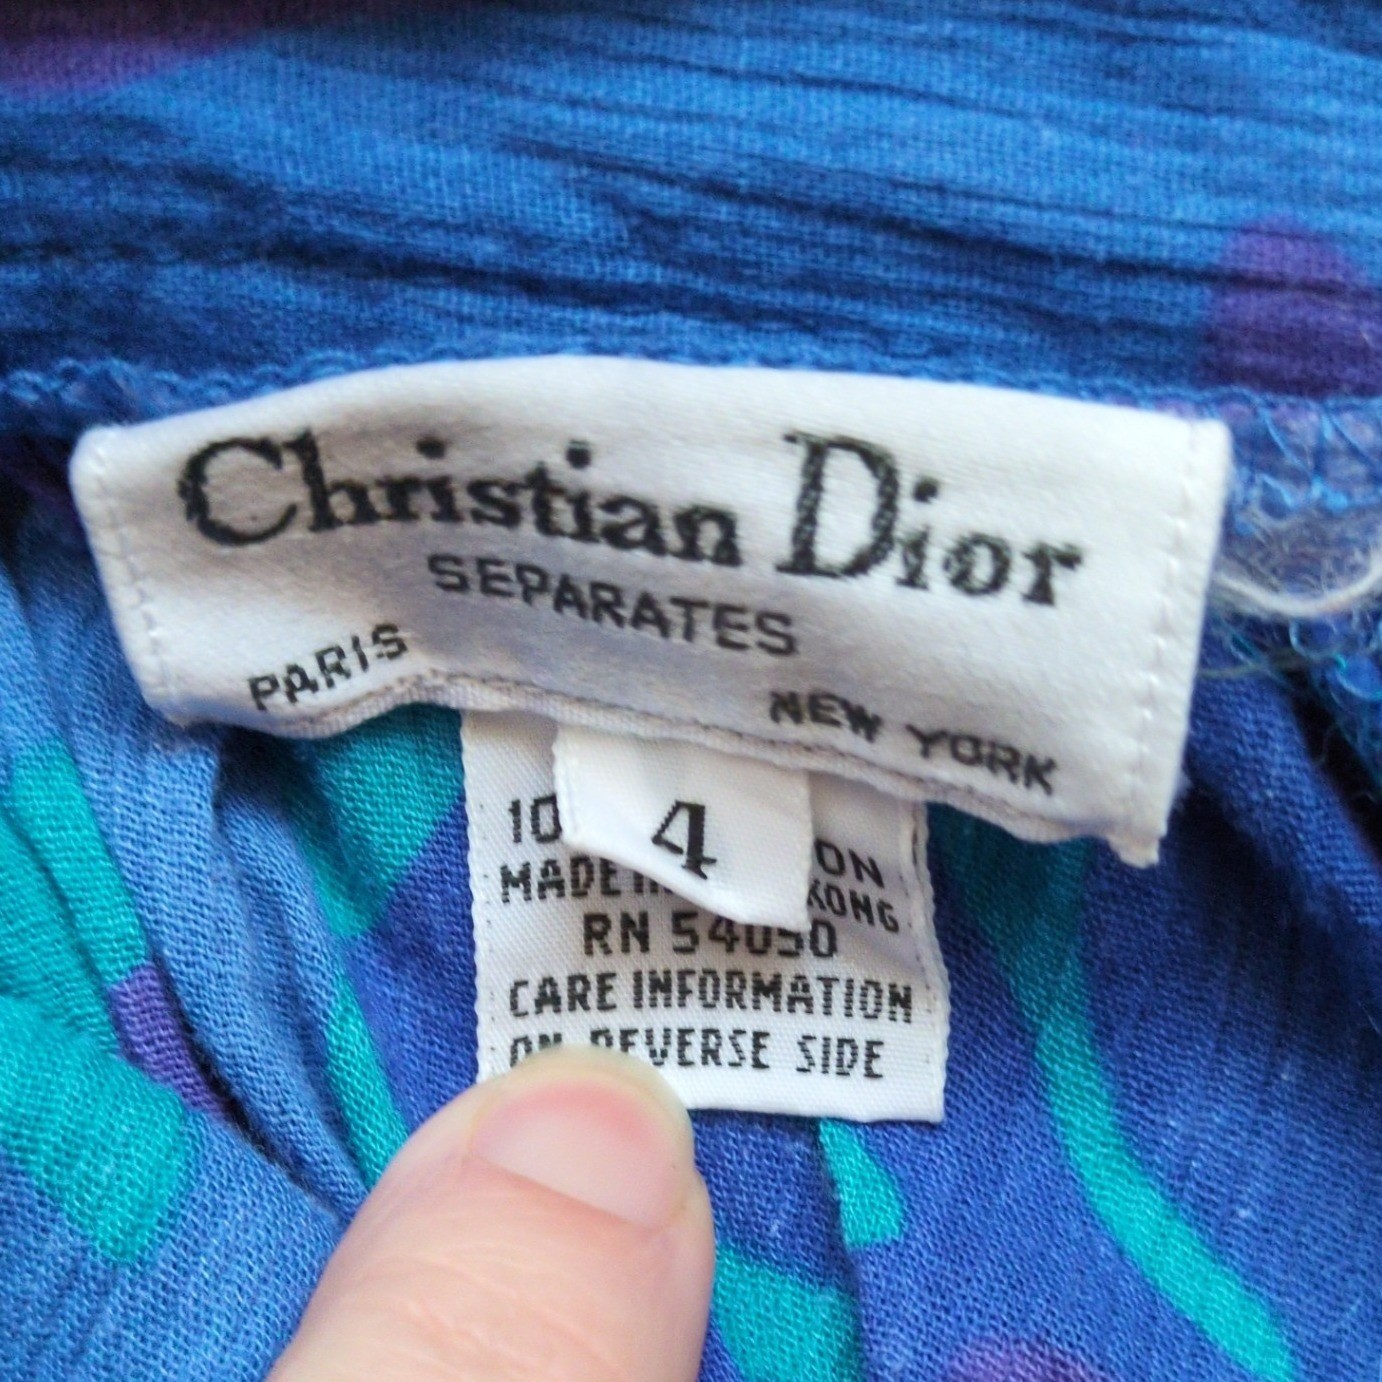 Christian Dior
SEPARATES
PARIS
NEW YORK
4
10 ON
MADE KONG
RN 54050
CARE INFORMATION
ON REVERSE SIDE